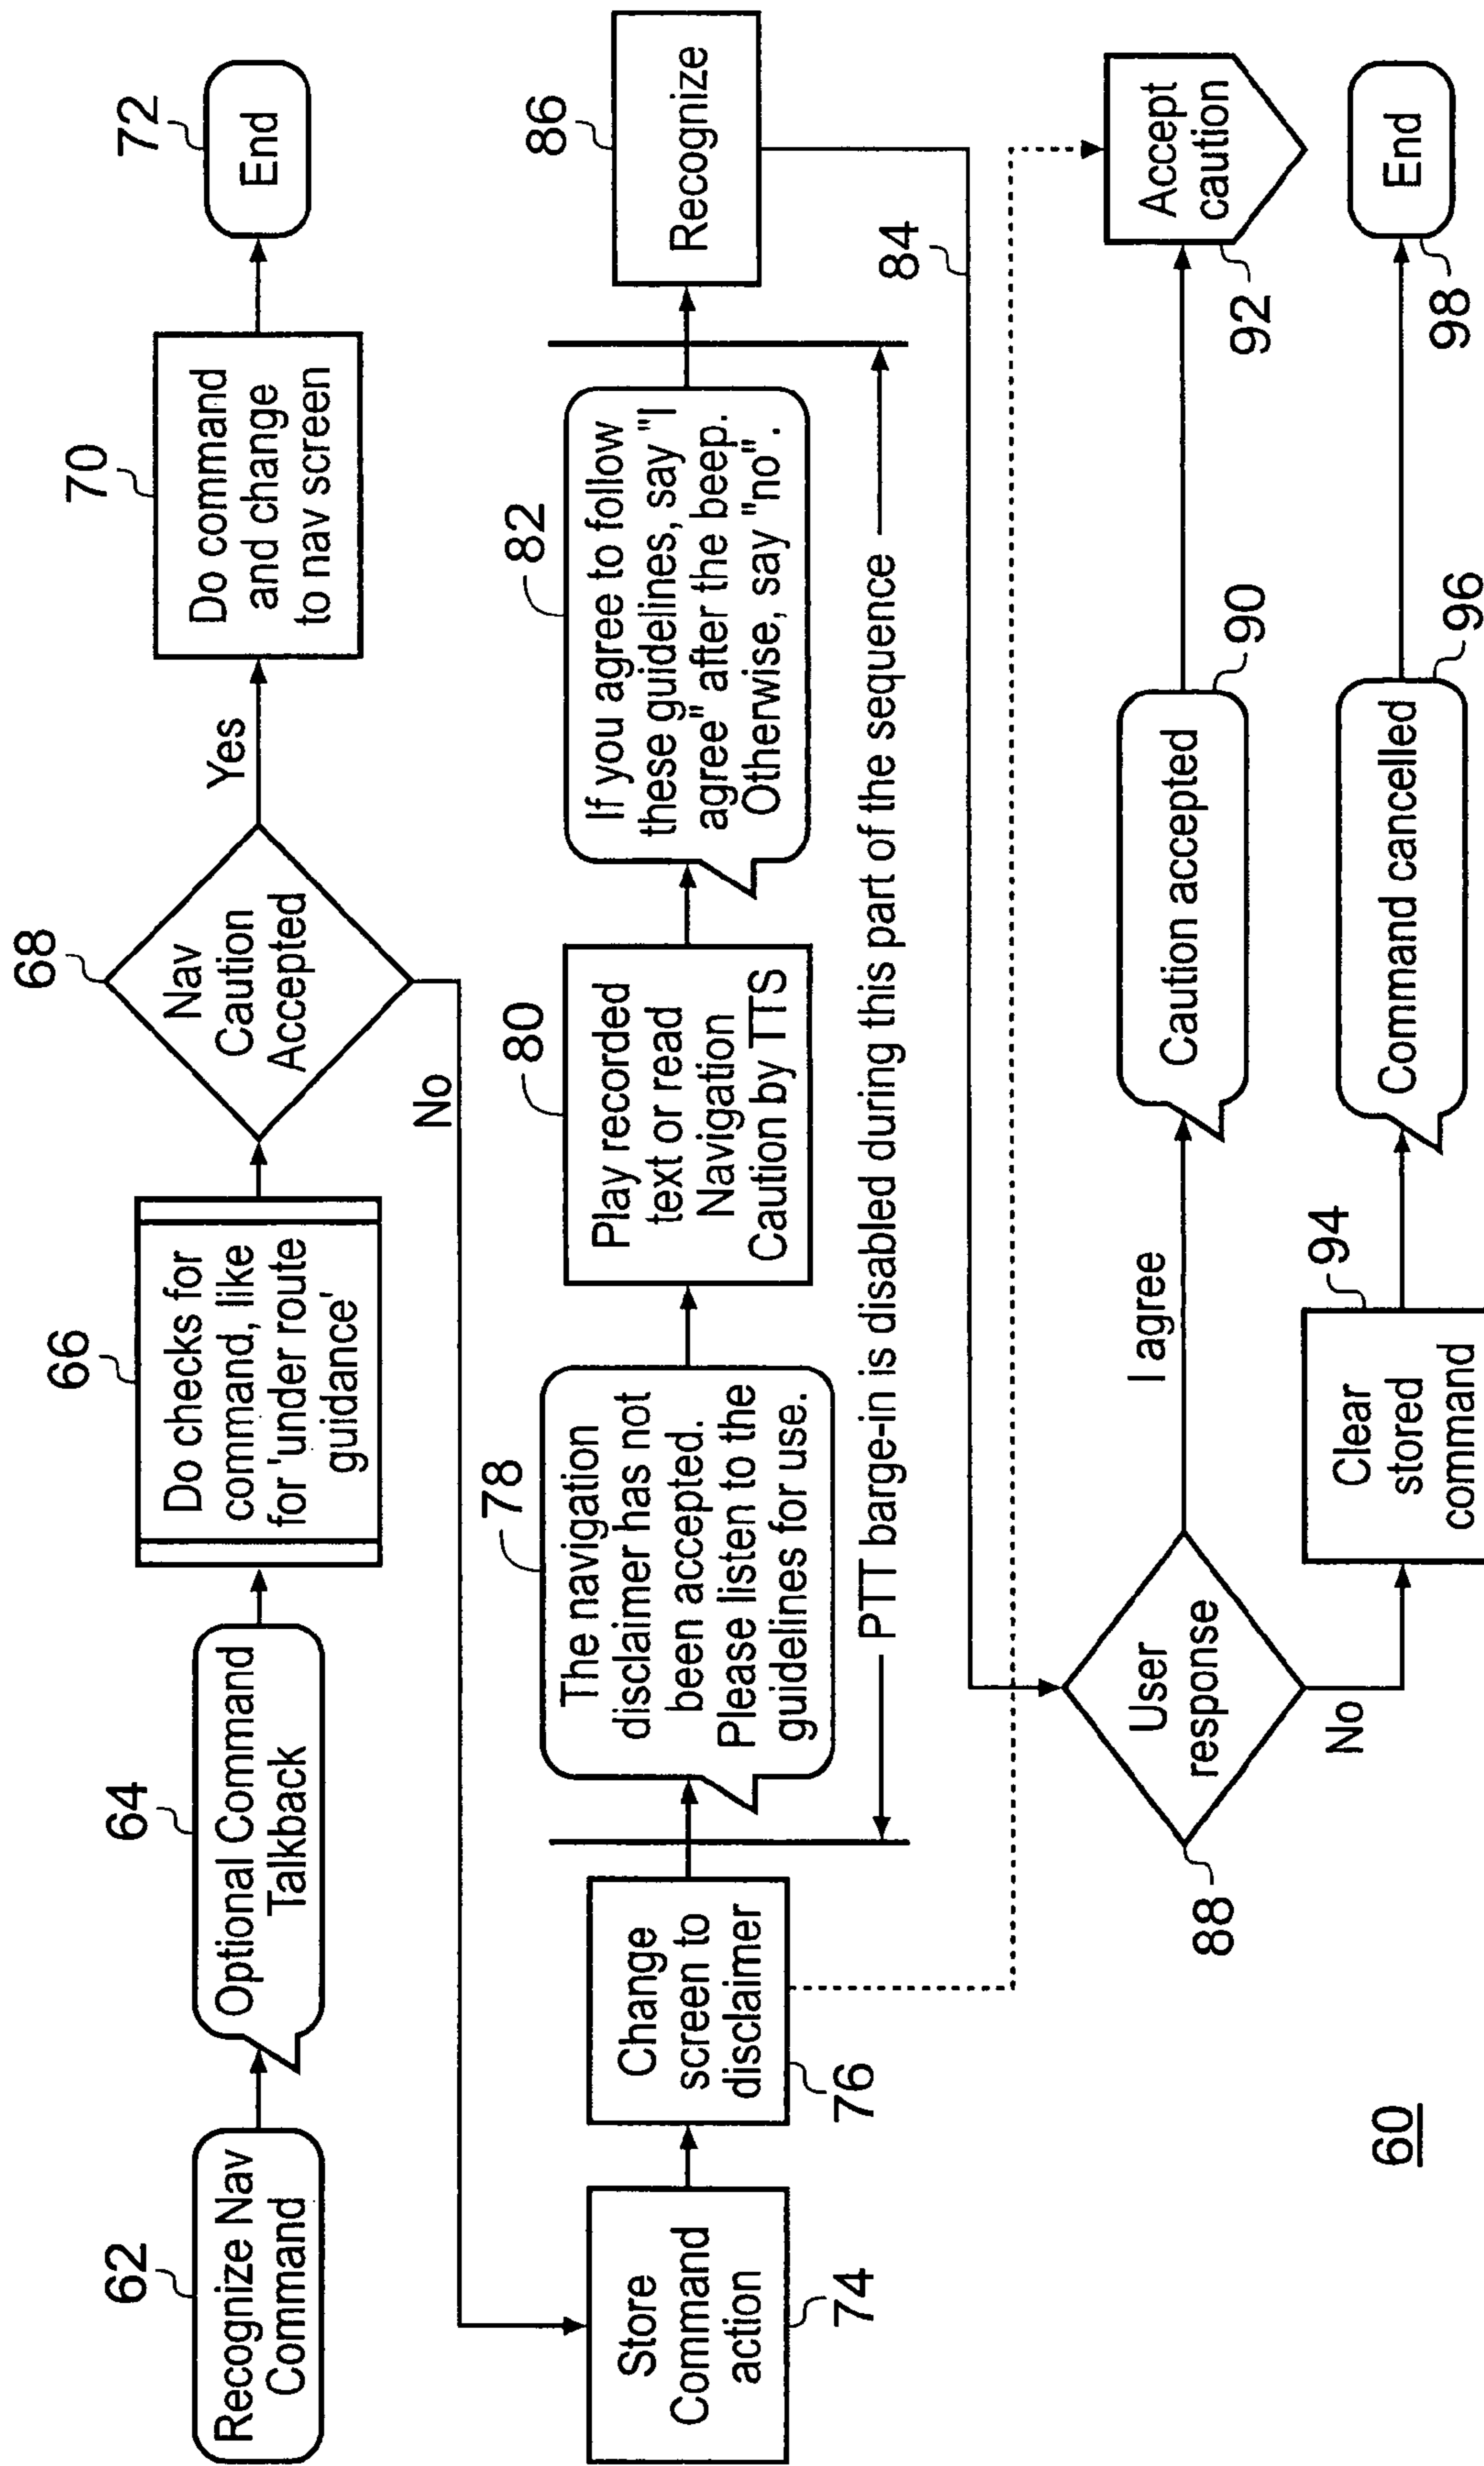 62
Recognize Nav
Command
64
Optional Command
Talkback
66
Do checks for
command, like
for 'under route
guidance'
68
Nav
Caution
Accepted
Yes
No
70
Do command
and change
to nav screen
72
End
Store
Command
action
74
Change
screen to
disclaimer
76
78
The navigation
disclaimer has not
been accepted.
Please listen to the
guidelines for use.
80
Play recorded
text or read
Navigation
Caution by TTS
82
If you agree to follow
these guidelines, say "I
agree" after the beep.
Otherwise, say "no".
86
Recognize
PTT barge-in is disabled during this part of the sequence
84
User
response
88
I agree
Caution accepted
90
Accept
caution
92
No
94
Clear
stored
command
Command cancelled
96
End
98
60